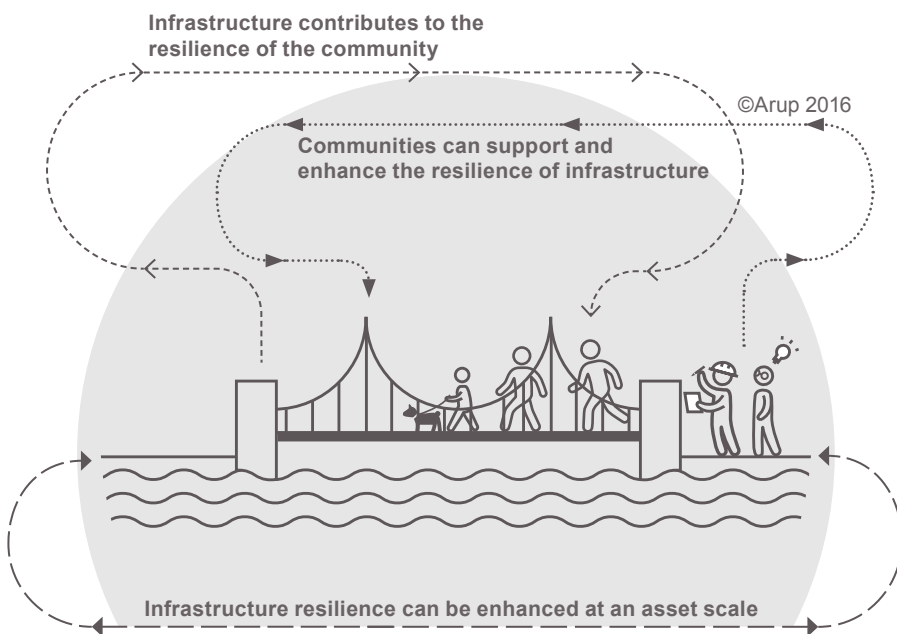 Infrastructure contributes to the
resilience of the community
©Arup 2016
Communities can support and
enhance the resilience of infrastructure
Infrastructure resilience can be enhanced at an asset scale